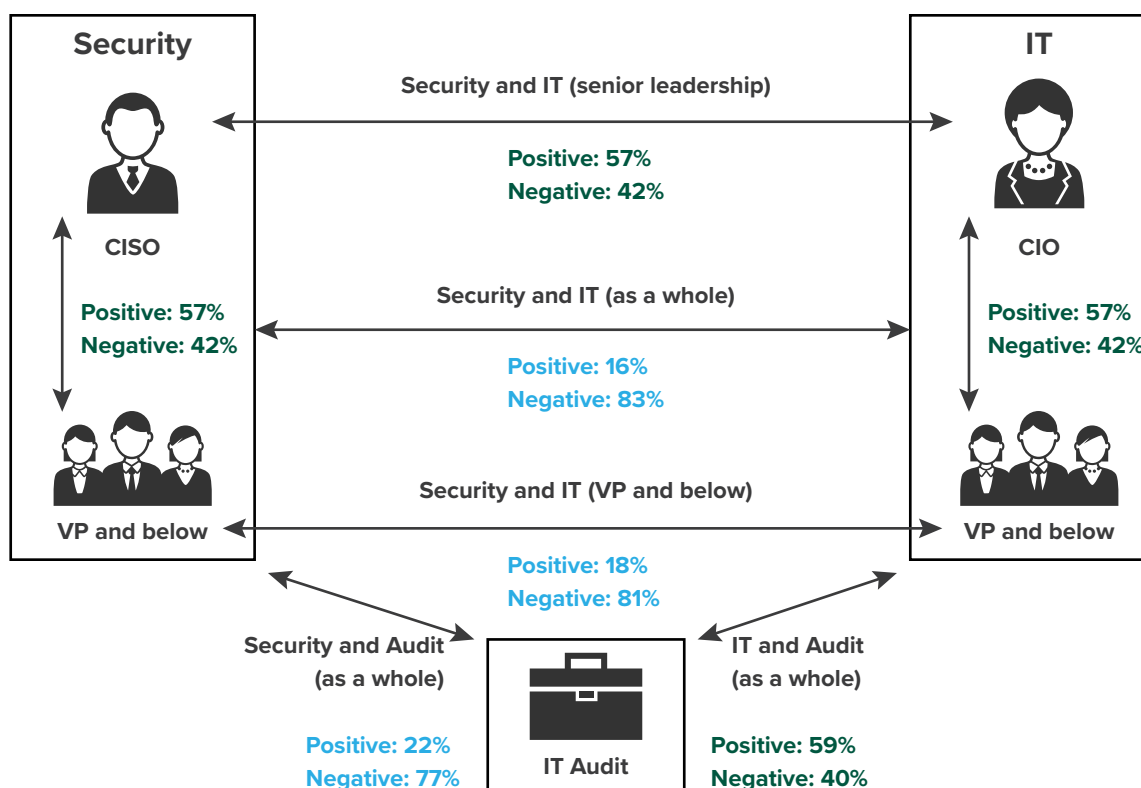 Security
IT
Security and IT (senior leadership)
Positive: 57%
Negative: 42%
CISO
CIO
Security and IT (as a whole)
Positive: 57%
Negative: 42%
Positive: 57%
Negative: 42%
Positive: 16%
Negative: 83%
Security and IT (VP and below)
VP and below
VP and below
Positive: 18%
Negative: 81%
Security and Audit
(as a whole)
IT and Audit
(as a whole)
Positive: 22%
Negative: 77%
IT Audit
Positive: 59%
Negative: 40%